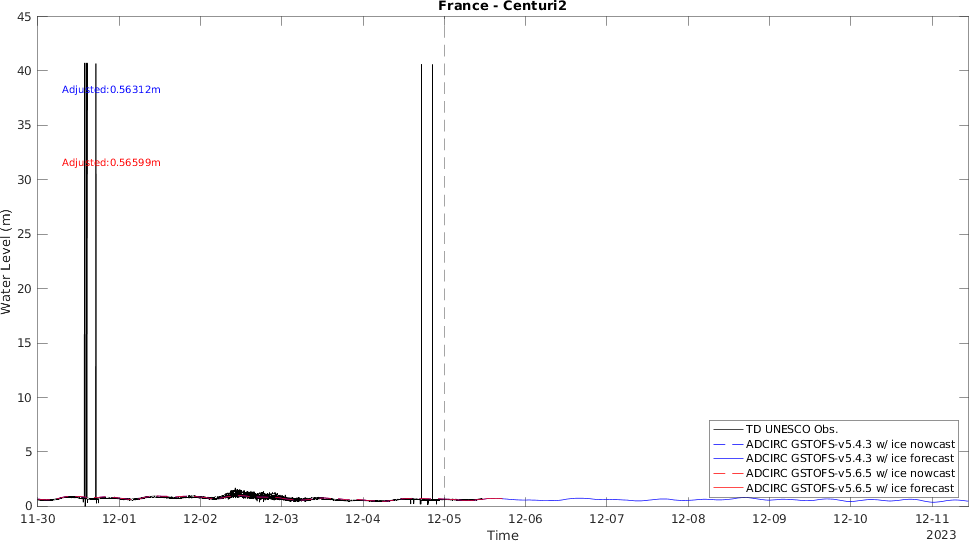 France - Centuri2
45
40
35
30
25
20
15
10
5
0
Water Level (m)
Adjusted:0.56312m
Adjusted:0.56599m
TD UNESCO Obs.
ADCIRC GSTOFS-v5.4.3 w/ ice nowcast
ADCIRC GSTOFS-v5.4.3 w/ ice forecast
ADCIRC GSTOFS-v5.6.5 w/ ice nowcast
ADCIRC GSTOFS-v5.6.5 w/ ice forecast
11-30 12-01 12-02 12-03 12-04 12-05 12-06 12-07 12-08 12-09 12-10 12-11
Time
2023